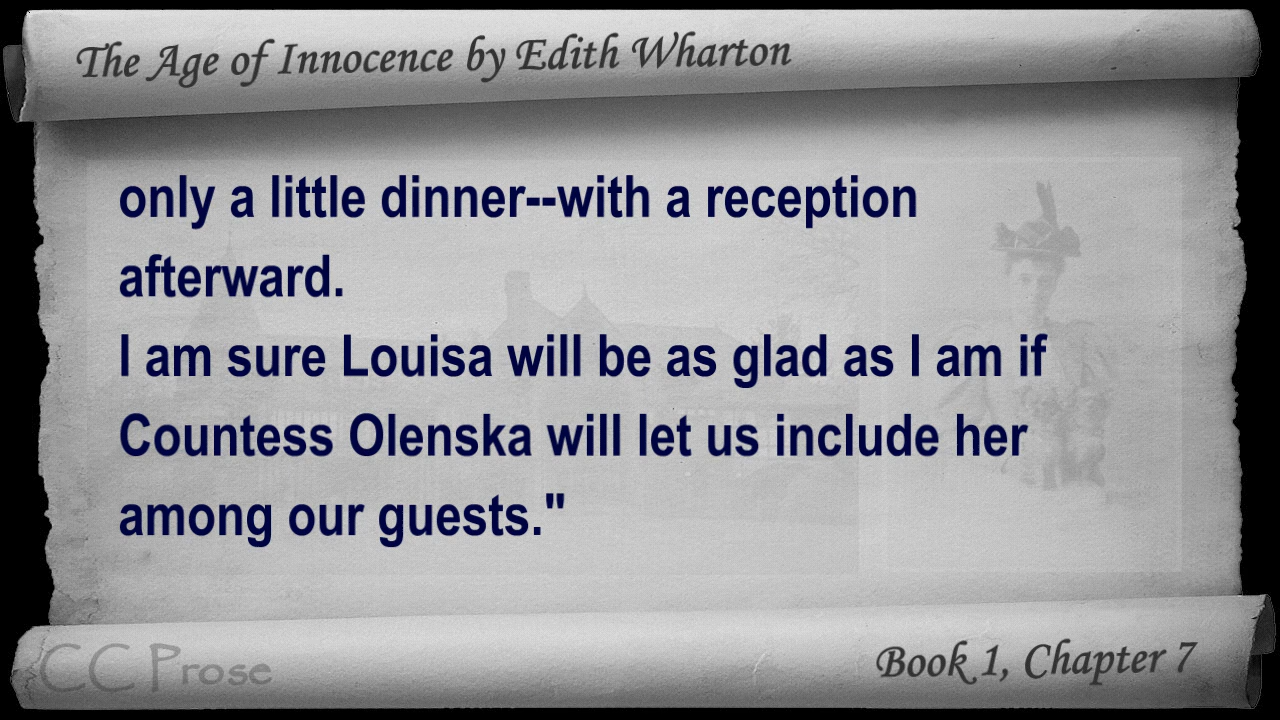 The Age of Innocence by Edith Wharton
only a little dinner--with a reception
afterward.
I am sure Louisa will be as glad as I am if
Countess Olenska will let us include her
among our guests."
CC Prose
Book 1, Chapter 7